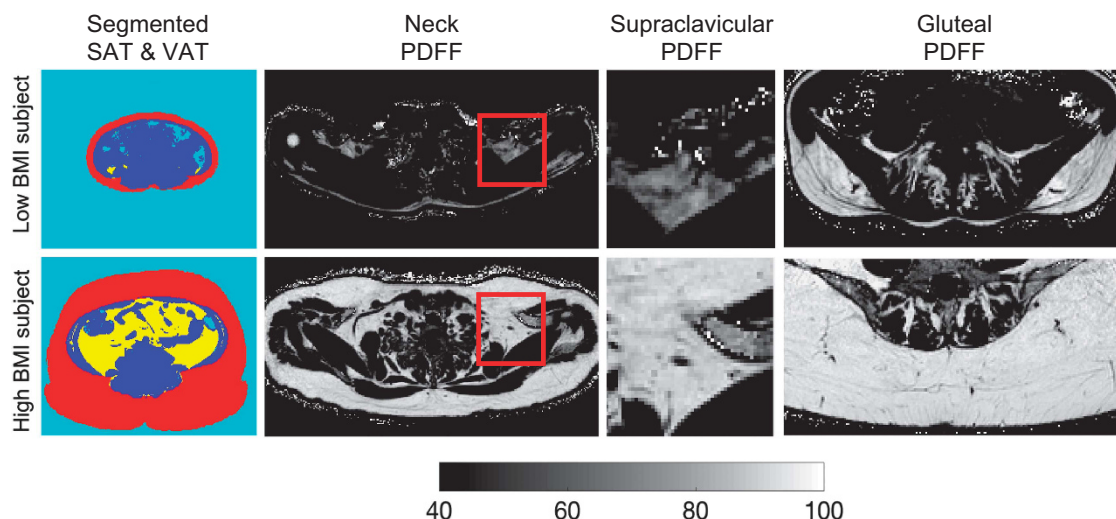 Segmented
SAT & VAT
Neck
PDFF
Supraclavicular
PDFF
Gluteal
PDFF
Low BMI subject
High BMI subject
40 60 80 100